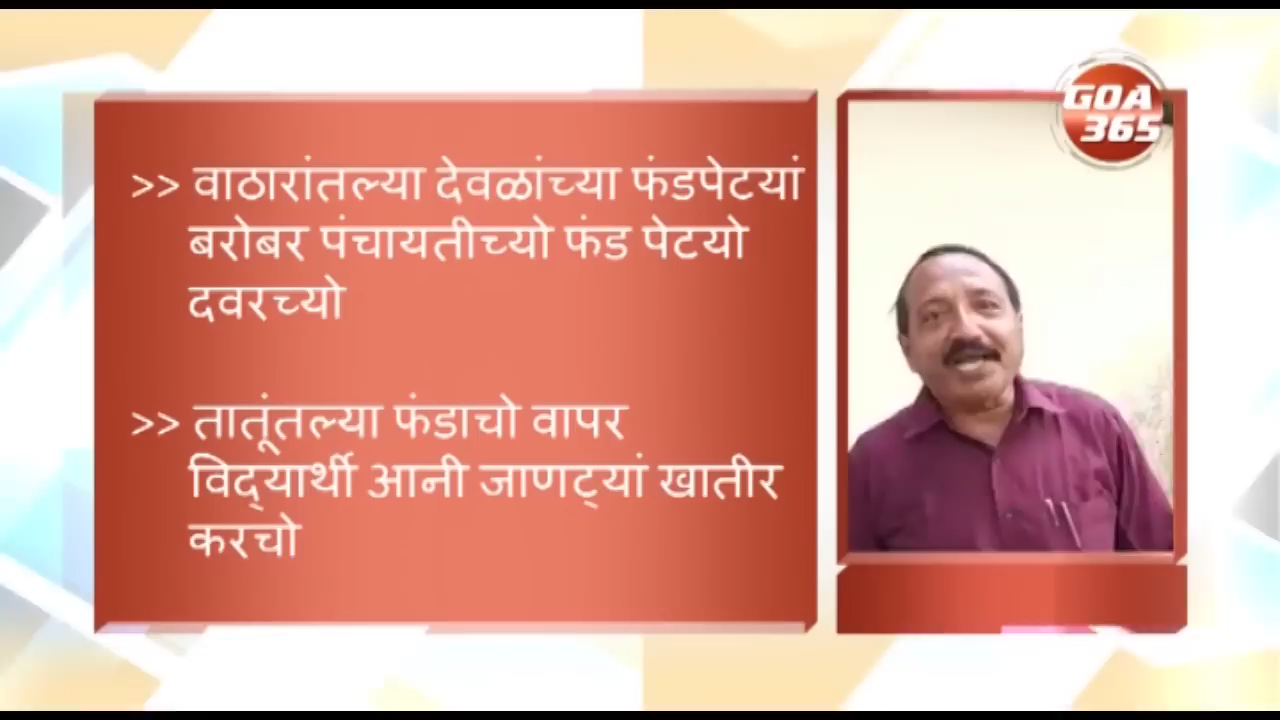 >> वाठारांतल्या देवळांच्या फंडपेटयां
बरोबर पंचायतीच्यो फंड पेटयो
दवरच्यो
>> तातूंतल्या फंडाचो वापर
विद्‌यार्थी आनी जाणट्‌यां खातीर
करचो
GOA
365